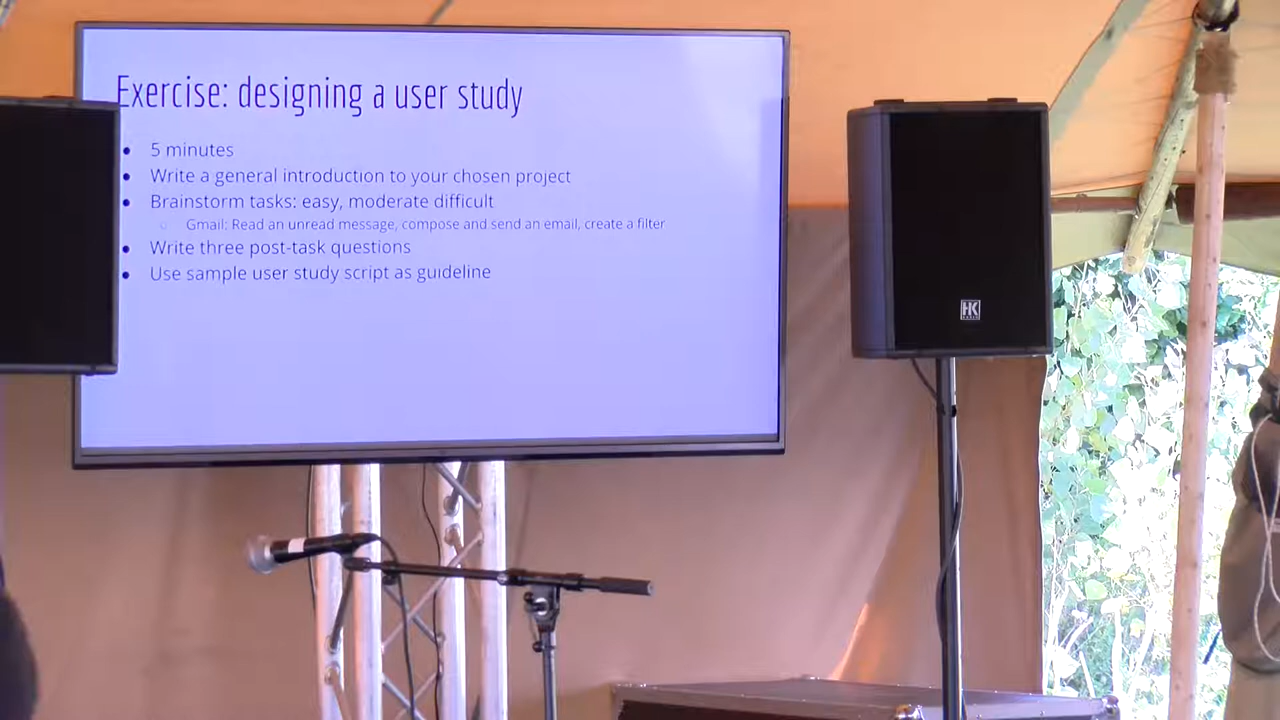 Exercise: designing a user study
5 minutes
Write a general introduction to your chosen project
Brainstorm tasks: easy, moderate difficult
Gmail: Read an unread message, compose and send an email, create a filter
Write three post-task questions
Use sample user study script as guideline
HK